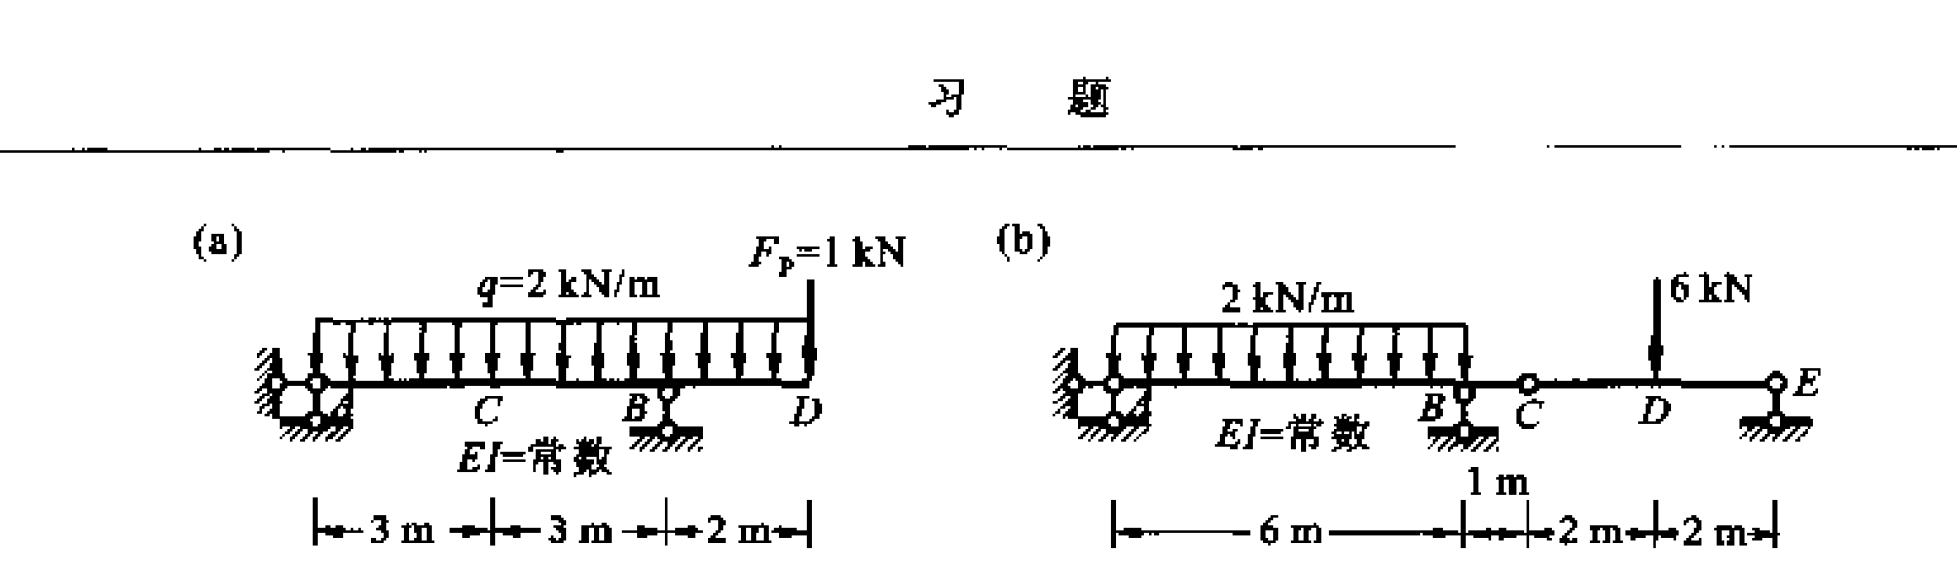 习 题
(a)
F_P=1 kN
q=2 kN/m
A
C
B
D
EI=常数
3 m
3 m
2 m
(b)
6 kN
2 kN/m
A
B
C
D
E
EI=常数
1 m
6 m
2 m
2 m